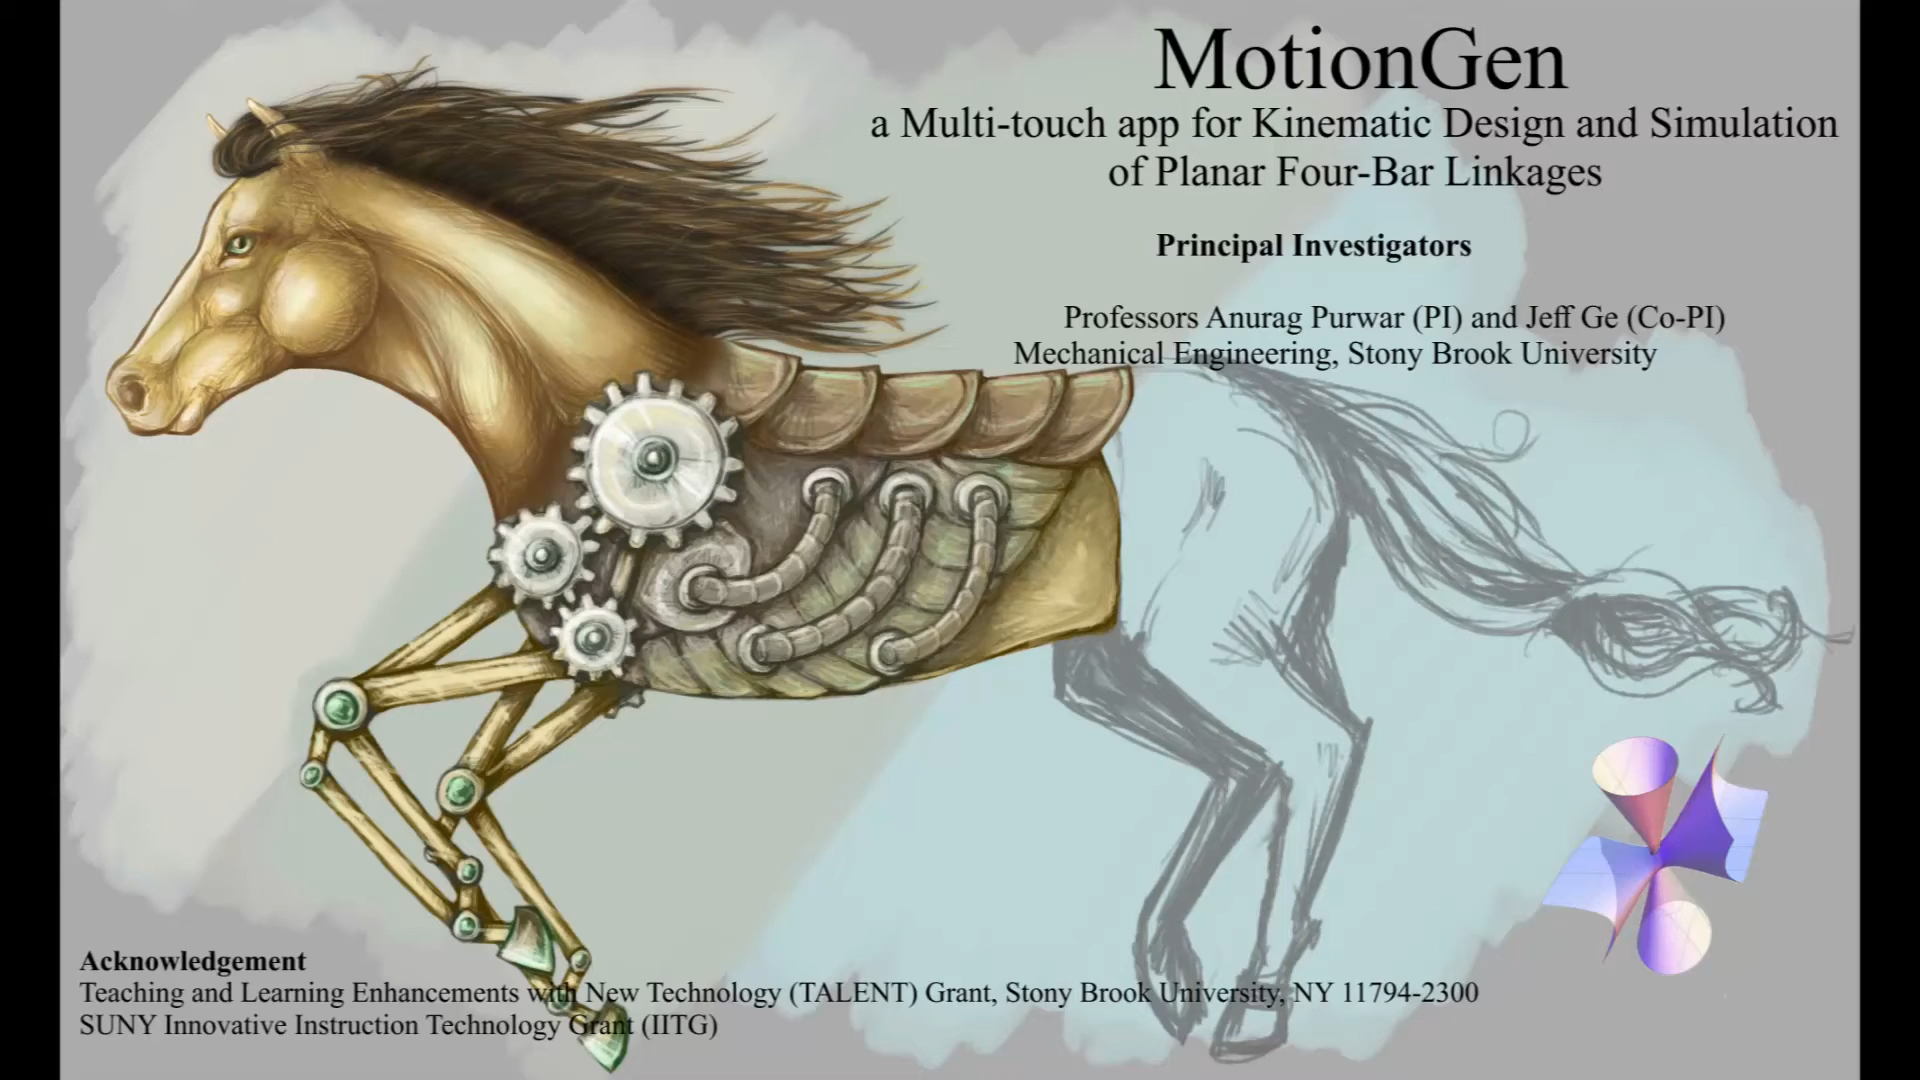 MotionGen
a Multi-touch app for Kinematic Design and Simulation
of Planar Four-Bar Linkages
Principal Investigators
Professors Anurag Purwar (PI) and Jeff Ge (Co-PI)
Mechanical Engineering, Stony Brook University
Acknowledgement
Teaching and Learning Enhancements with New Technology (TALENT) Grant, Stony Brook University, NY 11794-2300
SUNY Innovative Instruction Technology Grant (IITG)